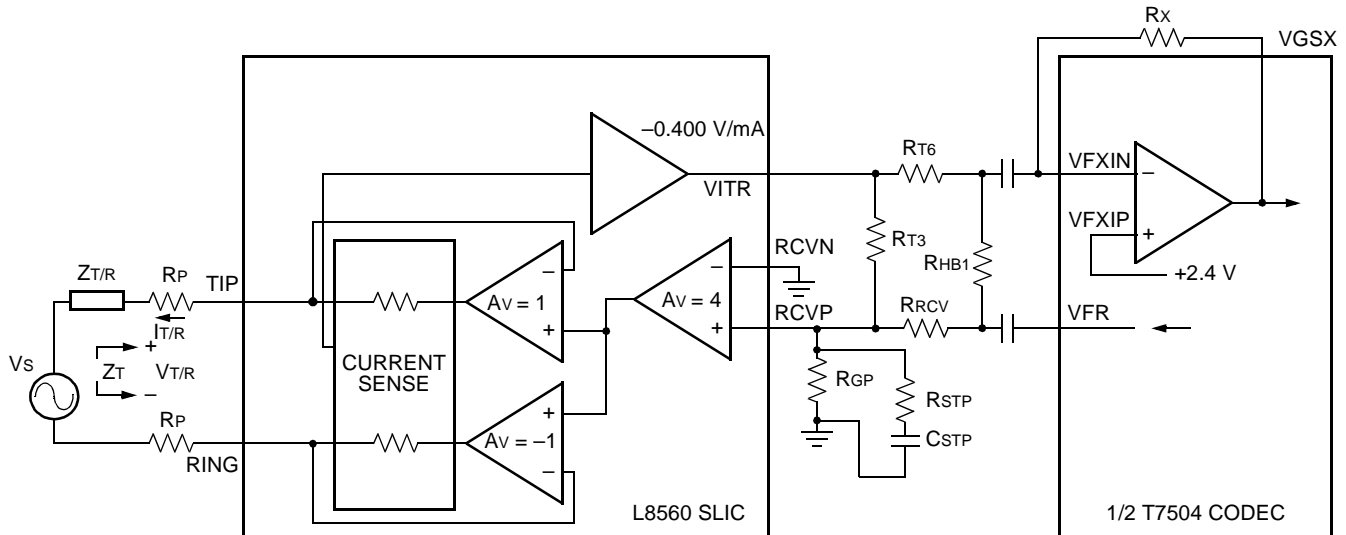 RX
VGSX
–0.400 V/mA
RT6
VITR
VFXIN
–
VFXIP
+
+2.4 V
RT3
RHB1
RCVN
–
AV = 4
+
RCVP
RRCV
VFR
ZT/R
RP
TIP
–
AV = 1
+
IT/R
VS
ZT
+
VT/R
–
CURRENT
SENSE
RGP
RSTP
CSTP
RP
RING
+
AV = –1
–
L8560 SLIC
1/2 T7504 CODEC